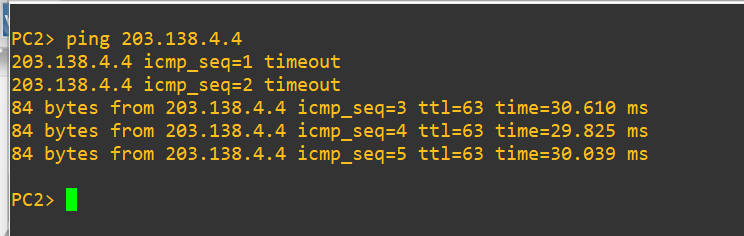 PC2> ping 203.138.4.4
203.138.4.4 icmp_seq=1 timeout
203.138.4.4 icmp_seq=2 timeout
84 bytes from 203.138.4.4 icmp_seq=3 ttl=63 time=30.610 ms
84 bytes from 203.138.4.4 icmp_seq=4 ttl=63 time=29.825 ms
84 bytes from 203.138.4.4 icmp_seq=5 ttl=63 time=30.039 ms
PC2>